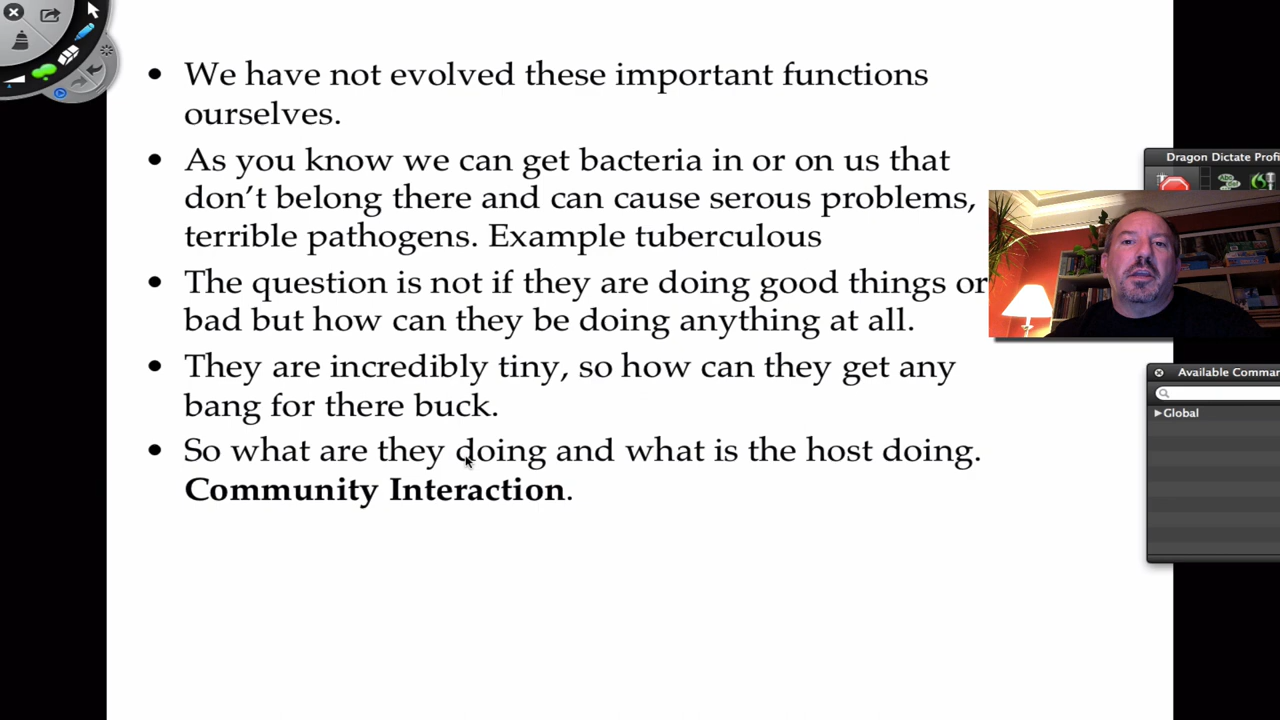 • We have not evolved these important functions
ourselves.
• As you know we can get bacteria in or on us that
don’t belong there and can cause serous problems,
terrible pathogens. Example tuberculous
• The question is not if they are doing good things or
bad but how can they be doing anything at all.
• They are incredibly tiny, so how can they get any
bang for there buck.
• So what are they doing and what is the host doing.
Community Interaction.
Dragon Dictate Profi
Available Comman
Global